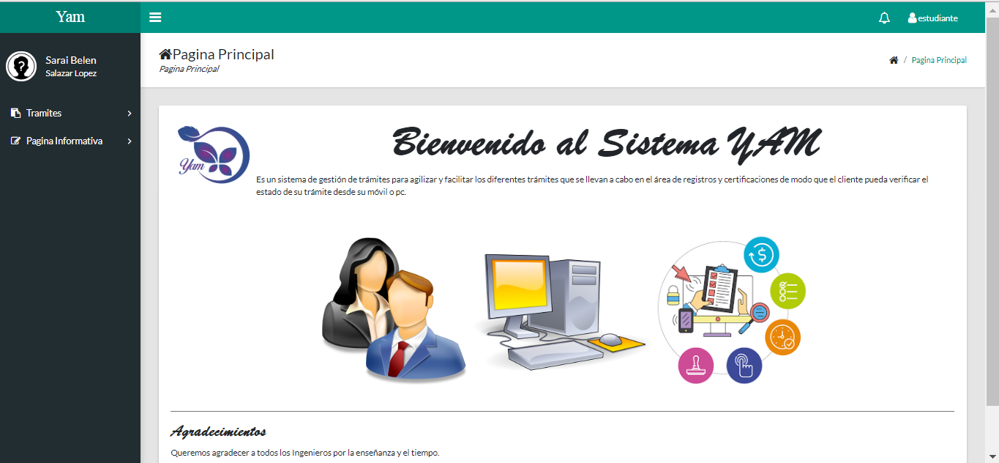 Yam
estudiante
Sarai Belen
Salazar Lopez
Tramites
Pagina Informativa
Pagina Principal
Pagina Principal
/ Pagina Principal
Yam
Bienvenido al Sistema YAM
Es un sistema de gestión de trámites para agilizar y facilitar los diferentes trámites que se llevan a cabo en el área de registros y certificaciones de modo que el cliente pueda verificar el
estado de su trámite desde su móvil o pc.
Agradecimientos
Queremos agradecer a todos los Ingenieros por la enseñanza y el tiempo.